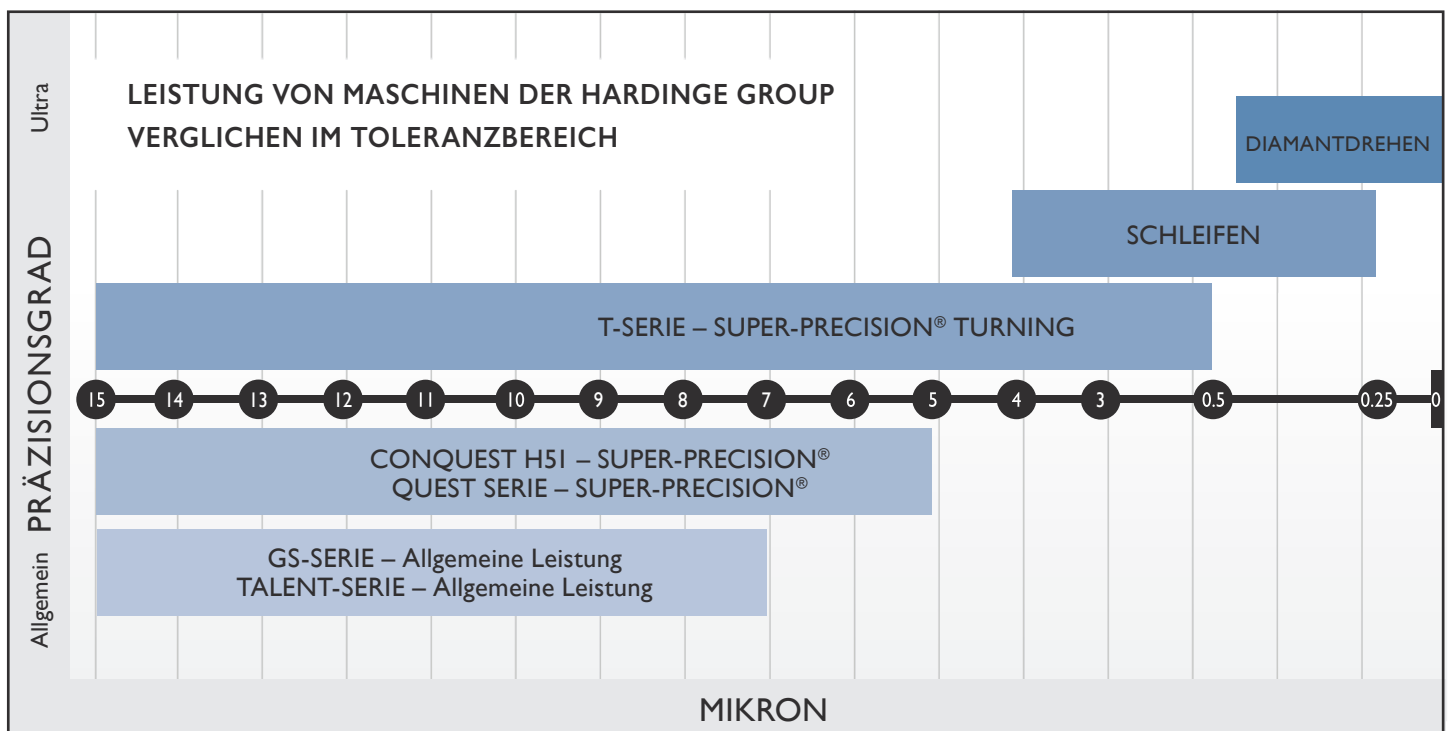 LEISTUNG VON MASCHINEN DER HARDINGE GROUP
VERGLICHEN IM TOLERANZBEREICH
Ultra
PRÄZISIONSGRAD
Allgemein
DIAMANTDREHEN
SCHLEIFEN
T-SERIE – SUPER-PRECISION® TURNING
15 14 13 12 11 10 9 8 7 6 5 4 3 0.5 0.25 0
CONQUEST H51 – SUPER-PRECISION®
QUEST SERIE – SUPER-PRECISION®
GS-SERIE – Allgemeine Leistung
TALENT-SERIE – Allgemeine Leistung
MIKRON